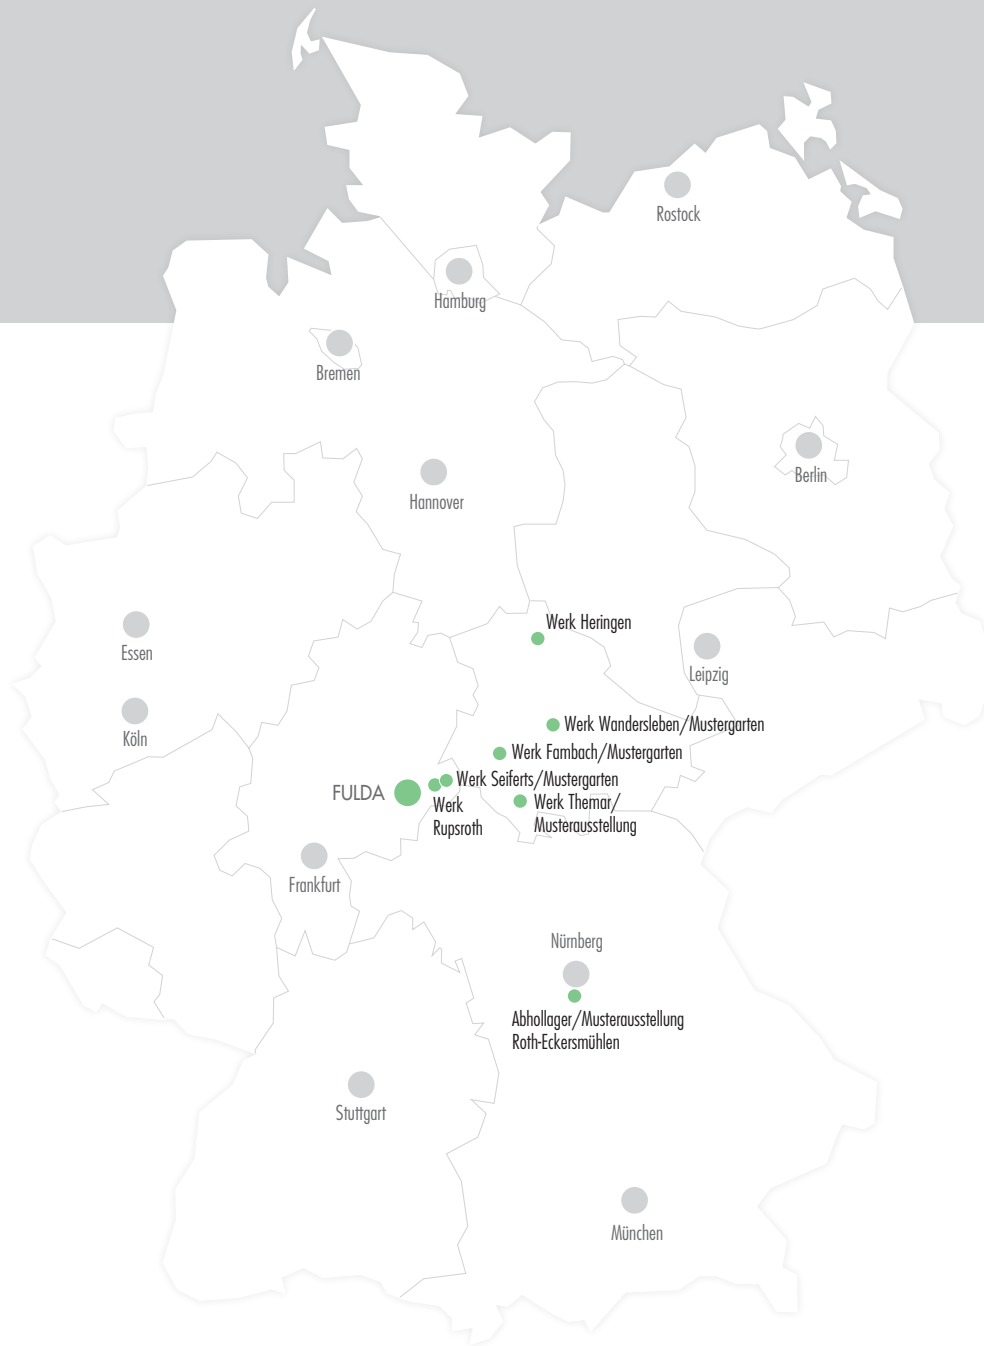 Rostock
Hamburg
Bremen
Berlin
Hannover
Werk Heringen
Essen
Leipzig
Köln
Werk Wandersleben/Mustergarten
Werk Fambach/Mustergarten
Werk Seiferts/Mustergarten
FULDA
Werk
Rupsroth
Werk Themar/
Musterausstellung
Frankfurt
Nürnberg
Abhollager/Musterausstellung
Roth-Eckersmühlen
Stuttgart
München